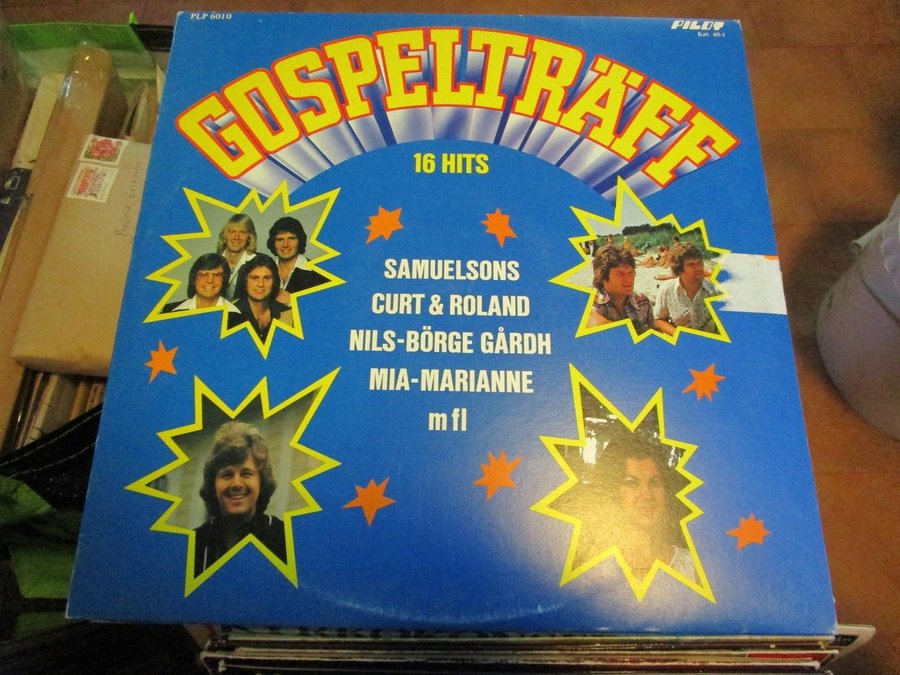 PLP 6010
PILOT
Kat. 40-1
GOSPELTRÄFF
16 HITS
SAMUELSONS
CURT & ROLAND
NILS-BÖRGE GÅRDH
MIA-MARIANNE
m fl